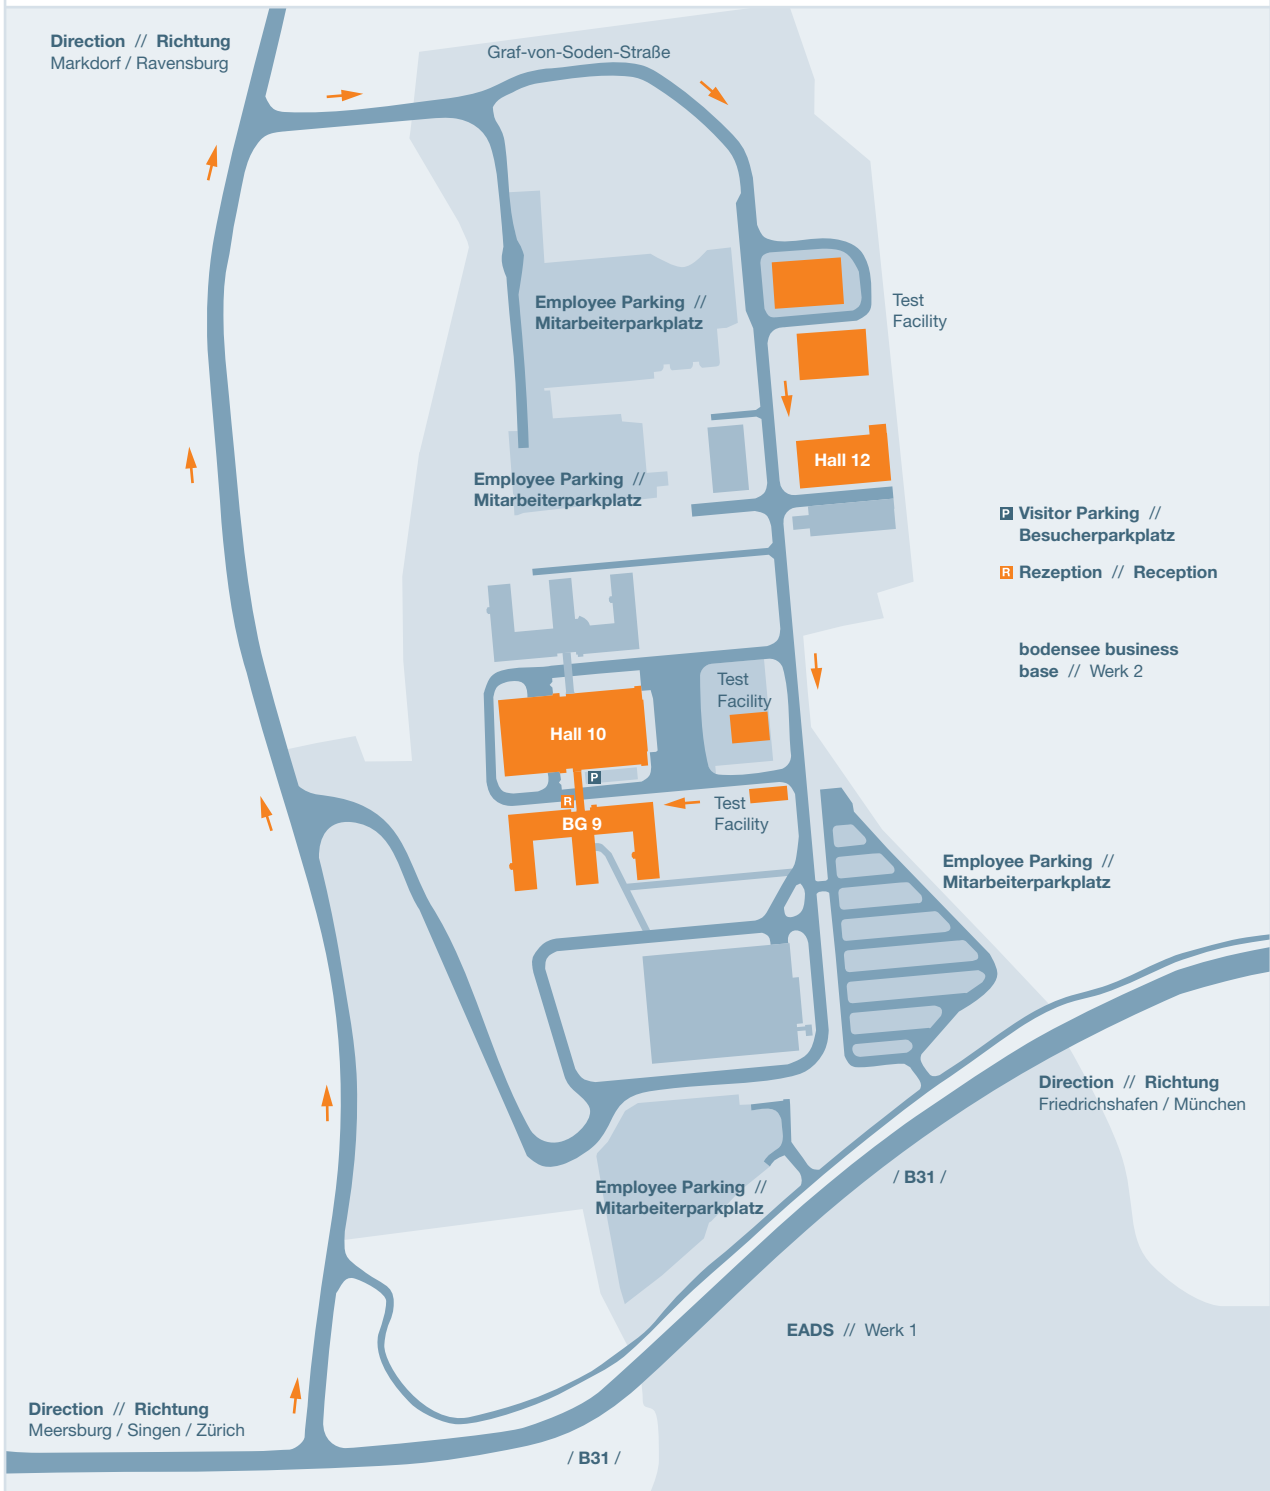 Direction // Richtung
Markdorf / Ravensburg
Graf-von-Soden-Straße
Employee Parking //
Mitarbeiterparkplatz
Test
Facility
Hall 12
Employee Parking //
Mitarbeiterparkplatz
P Visitor Parking //
Besucherparkplatz
R Rezeption // Reception
bodensee business
base // Werk 2
Test
Facility
Hall 10
P
R
BG 9
Test
Facility
Employee Parking //
Mitarbeiterparkplatz
Direction // Richtung
Friedrichshafen / München
/ B31 /
Employee Parking //
Mitarbeiterparkplatz
EADS // Werk 1
Direction // Richtung
Meersburg / Singen / Zürich
/ B31 /